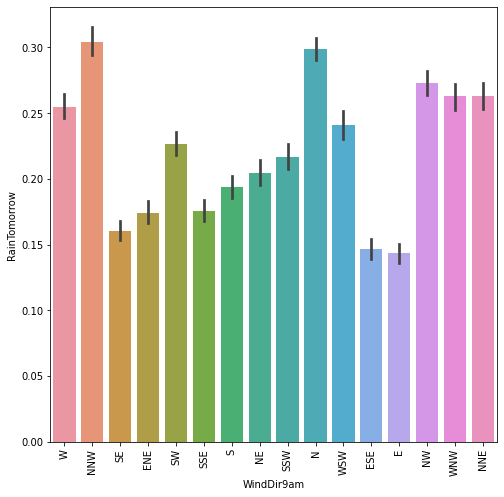 0.30
0.25
0.20
0.15
0.10
0.05
0.00
RainTomorrow
W
NNW
SE
ENE
SW
SSE
S
NE
SSW
N
WSW
ESE
E
NW
WNW
NNE
WindDir9am